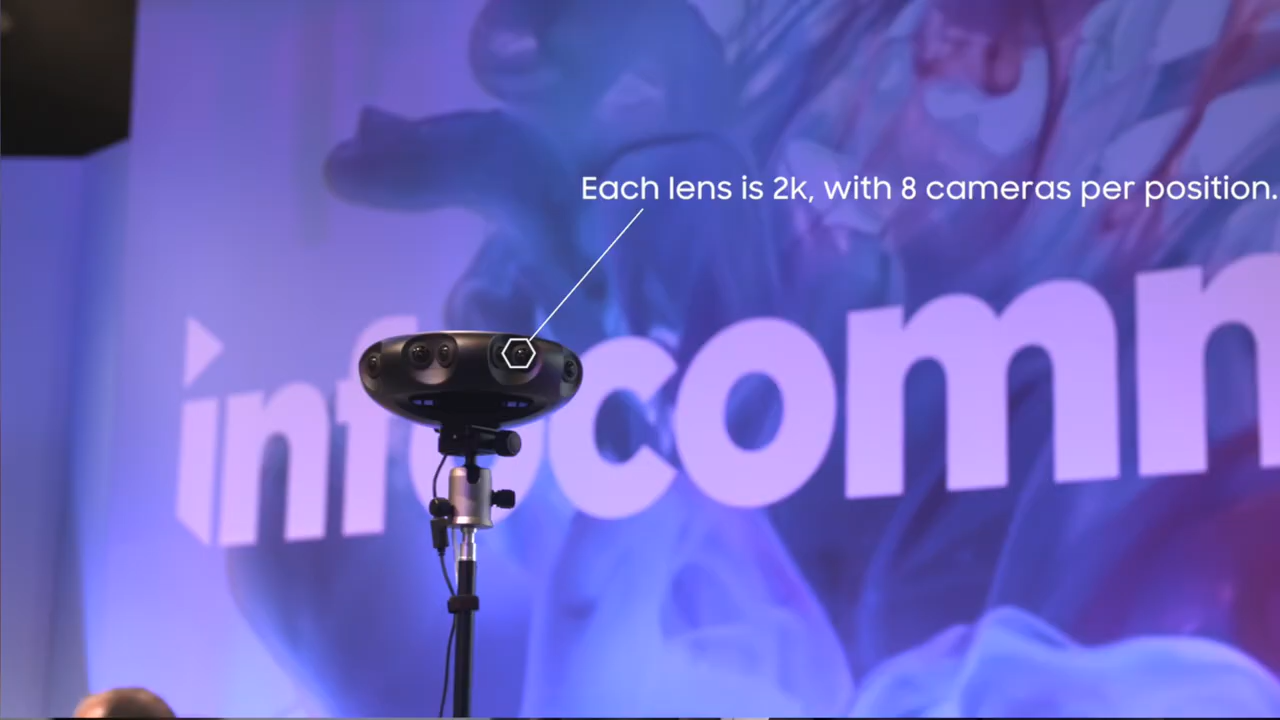 Each lens is 2k, with 8 cameras per position.
infocomm